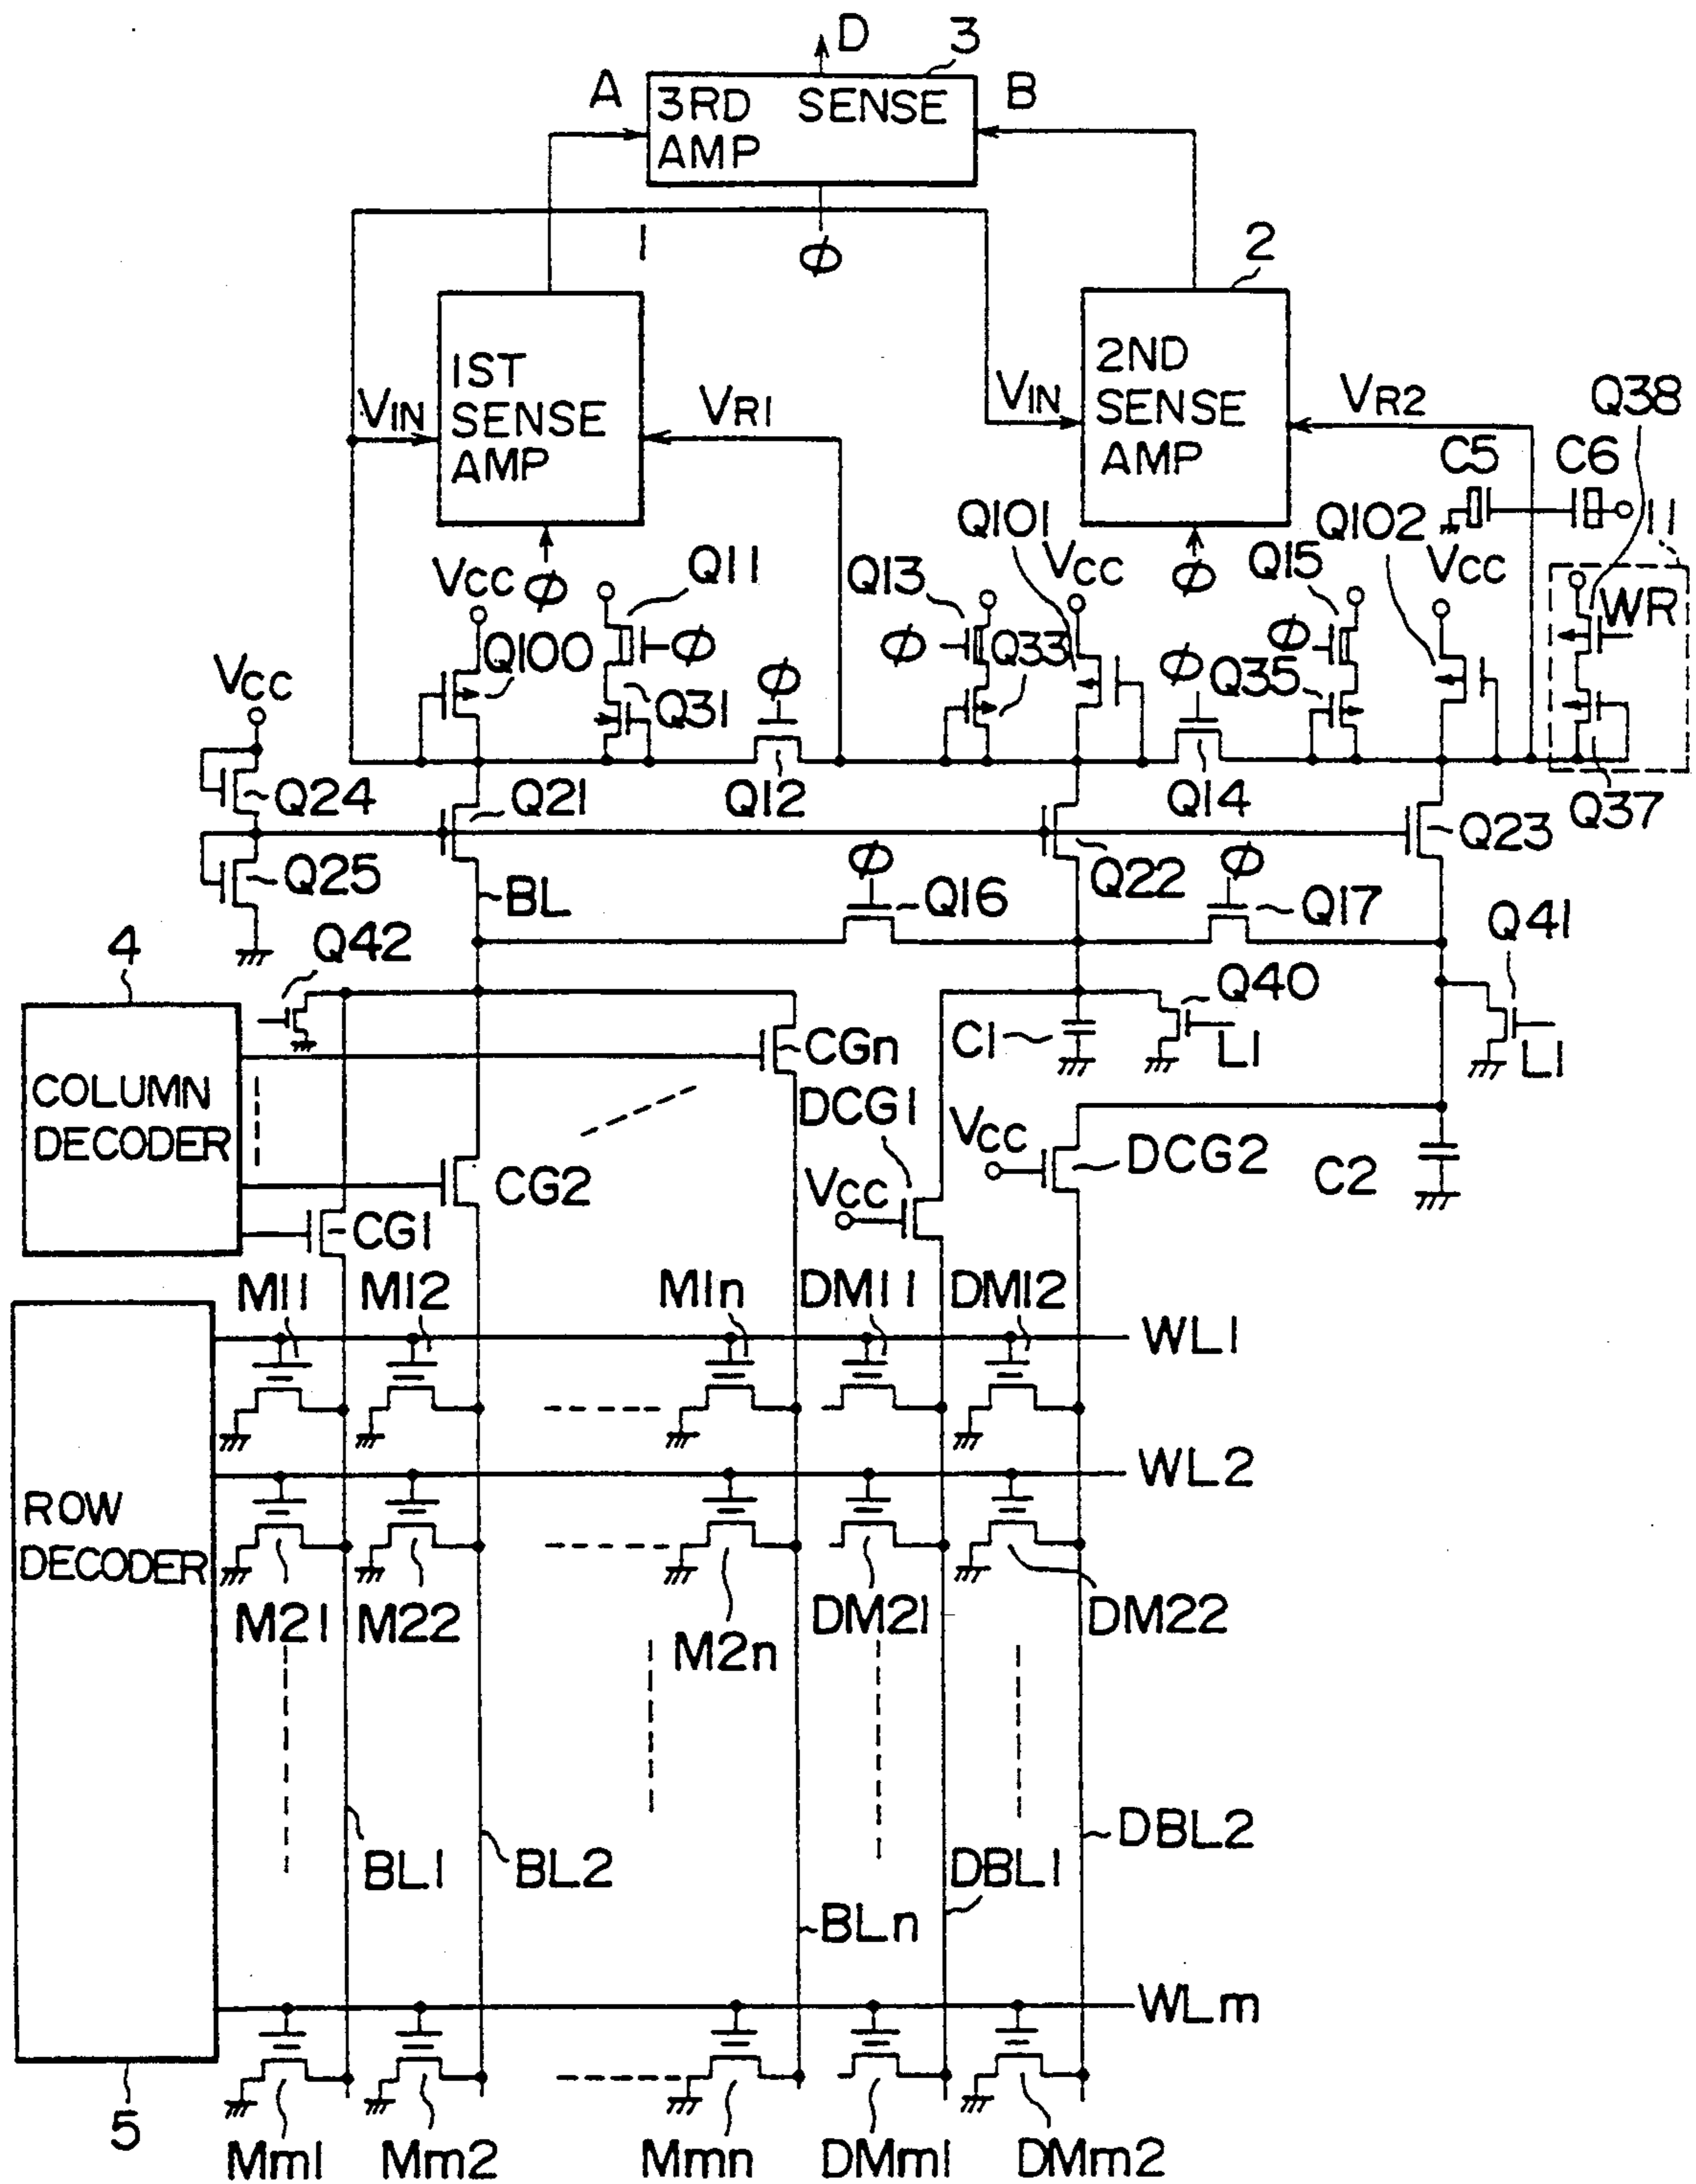 D
3
A
3RD SENSE
AMP
B
1
Φ
2
1ST
SENSE
AMP
VIN
VR1
VIN
2ND
SENSE
AMP
VR2
Q38
C5
C6
Q101
Q102
11
VCC
Φ
Q11
Q13
VCC
Φ
Q15
VCC
WR
Q100
Φ
Φ
Q33
Φ
Φ
VCC
Q31
Φ
Q35
Q24
Q21
Q12
Q14
Q37
Q23
Q25
BL
Φ
Q16
Q22
Φ
Q17
Q41
4
Q42
Q40
C1
L1
L1
CGn
COLUMN
DECODER
DCG1
VCC
DCG2
C2
CG2
VCC
CG1
M11
M12
M1n
DM11
DM12
WL1
WL2
ROW
DECODER
M21
M22
M2n
DM21
DM22
BL1
BL2
BLn
DBL1
DBL2
WLm
5
Mm1
Mm2
Mmn
DMm1
DMm2